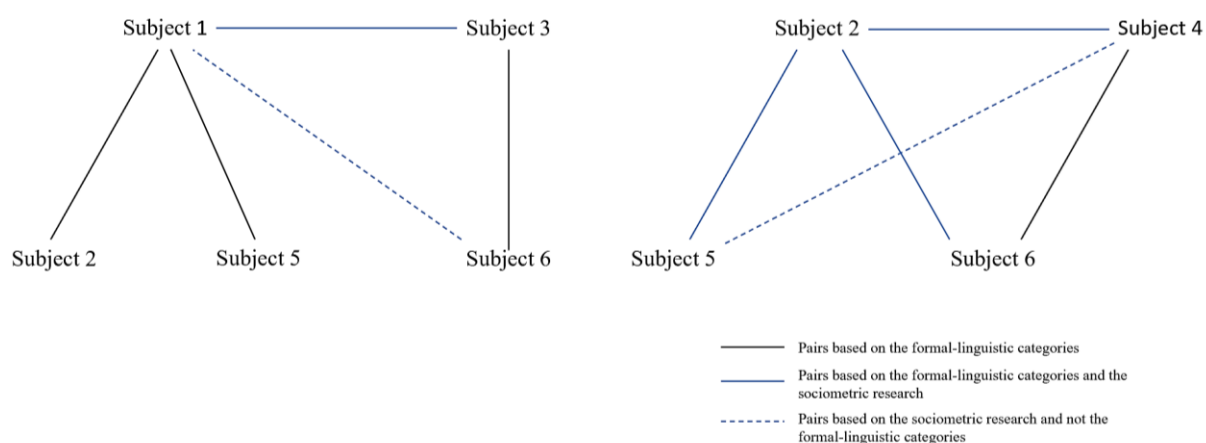 Subject 1
Subject 3
Subject 2
Subject 4
Subject 2
Subject 5
Subject 6
Subject 5
Subject 6
Pairs based on the formal-linguistic categories
Pairs based on the formal-linguistic categories and the
sociometric research
Pairs based on the sociometric research and not the
formal-linguistic categories